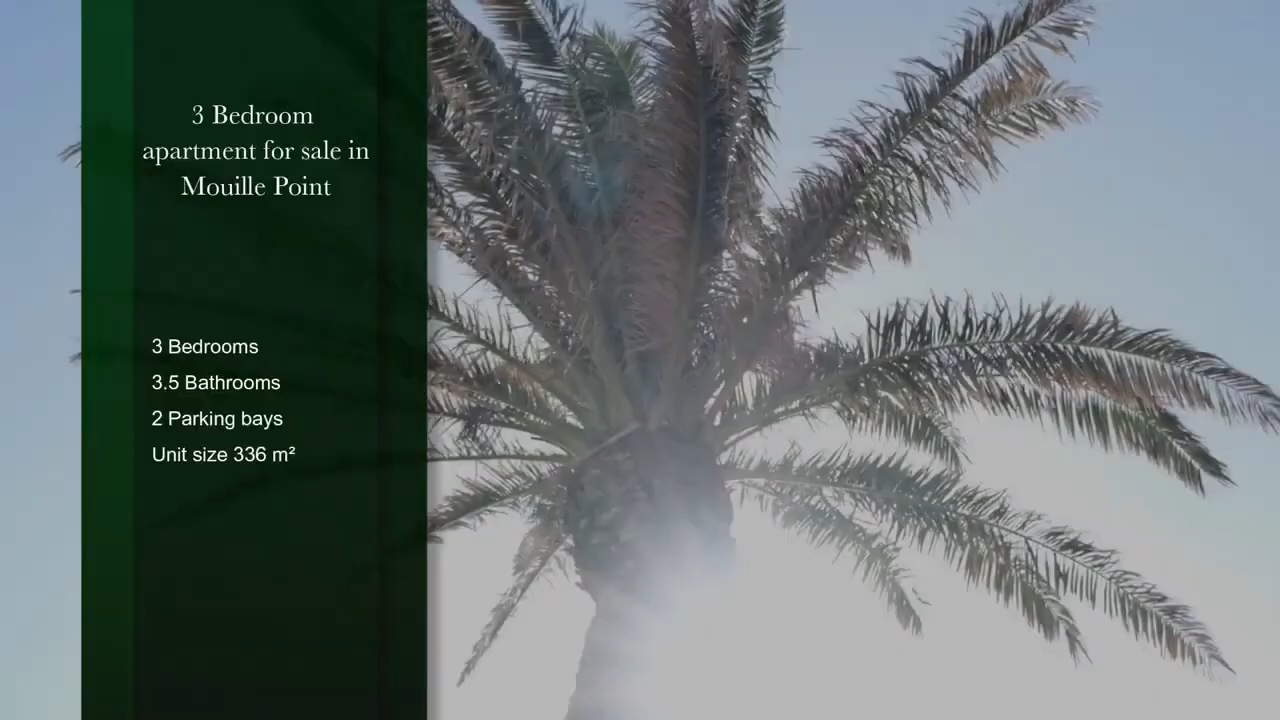 3 Bedroom
apartment for sale in
Mouille Point
3 Bedrooms
3.5 Bathrooms
2 Parking bays
Unit size 336 m²